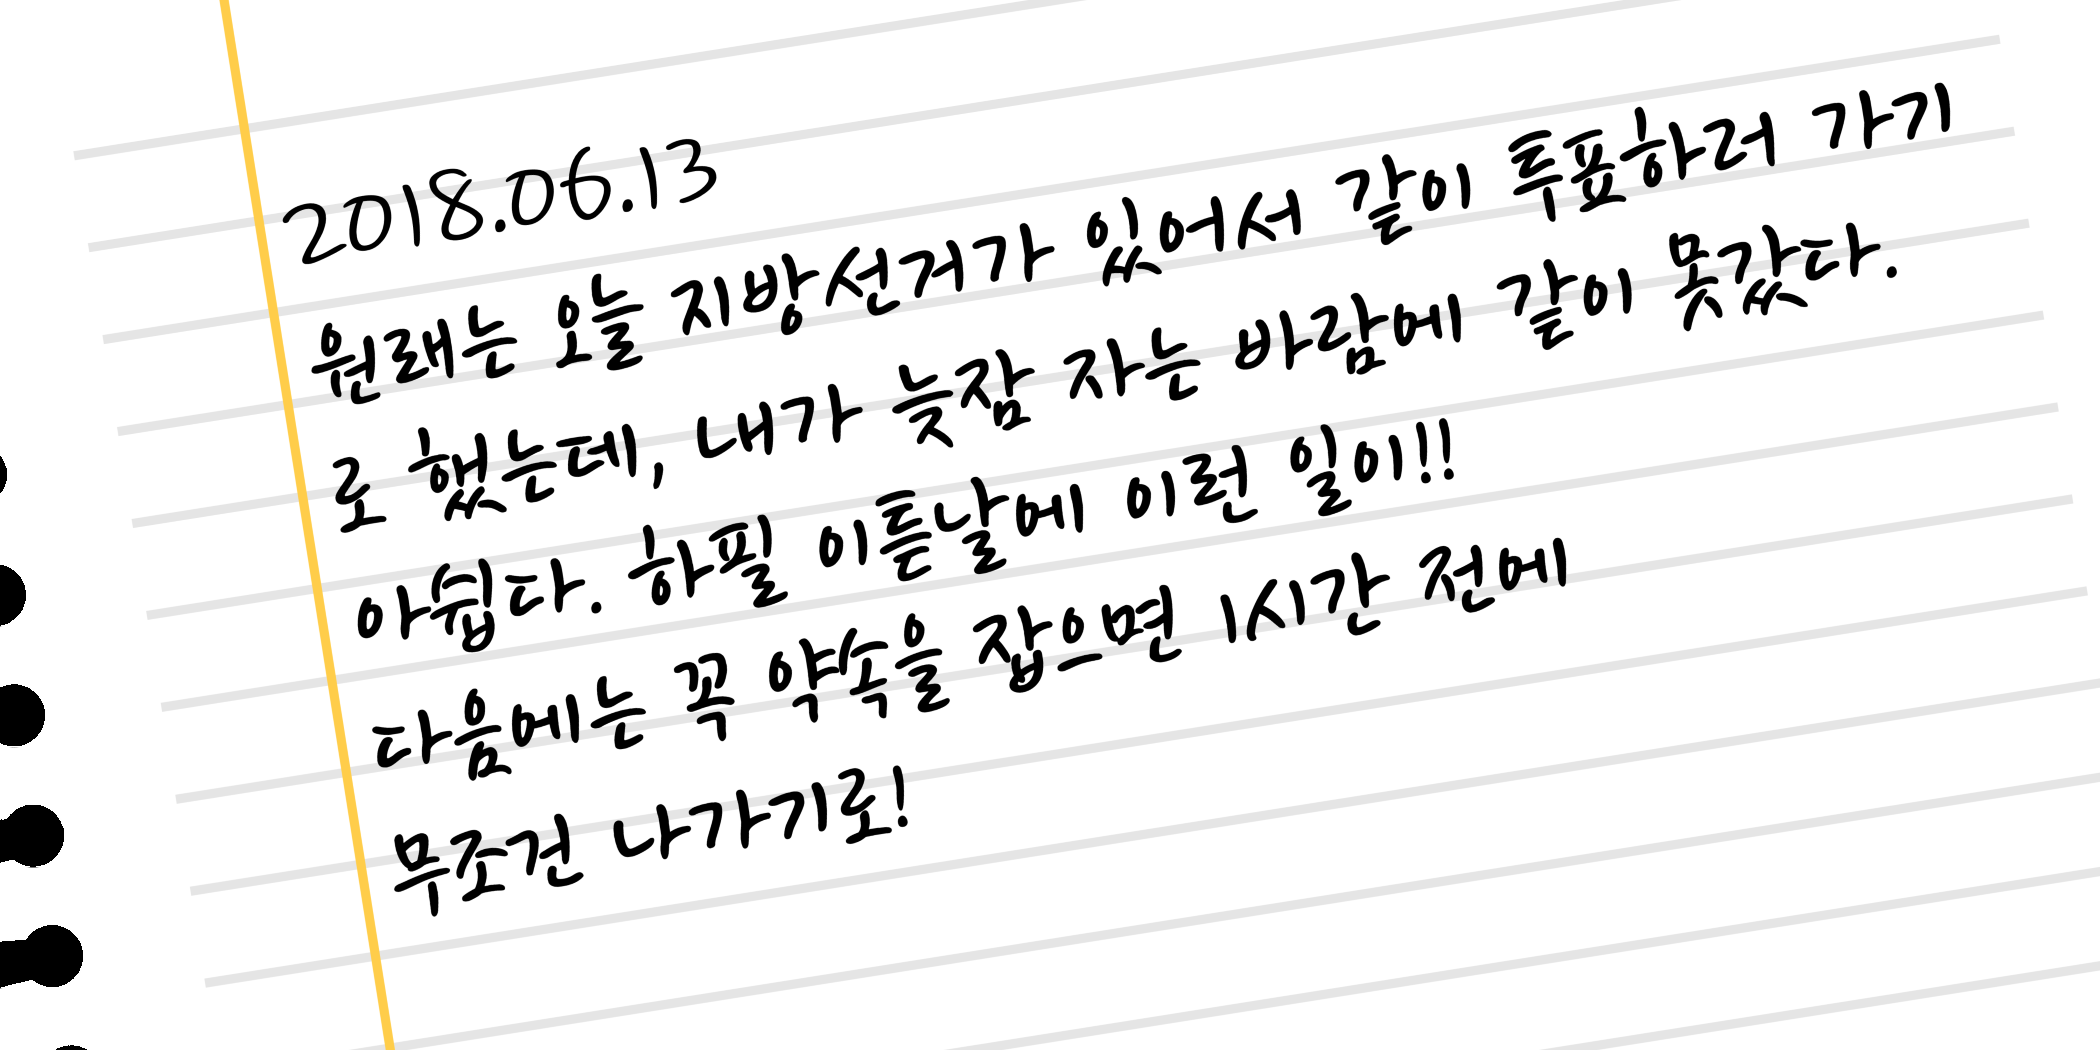 2018.06.13
원래는 오늘 지방선거가 있어서 같이 투표하러 가기
로 했는데, 내가 늦잠 자는 바람에 같이 못갔다.
아쉽다. 하필 이튿날에 이런 일이!!
다음에는 꼭 약속을 잡으면 1시간 전에
무조건 나가기로!